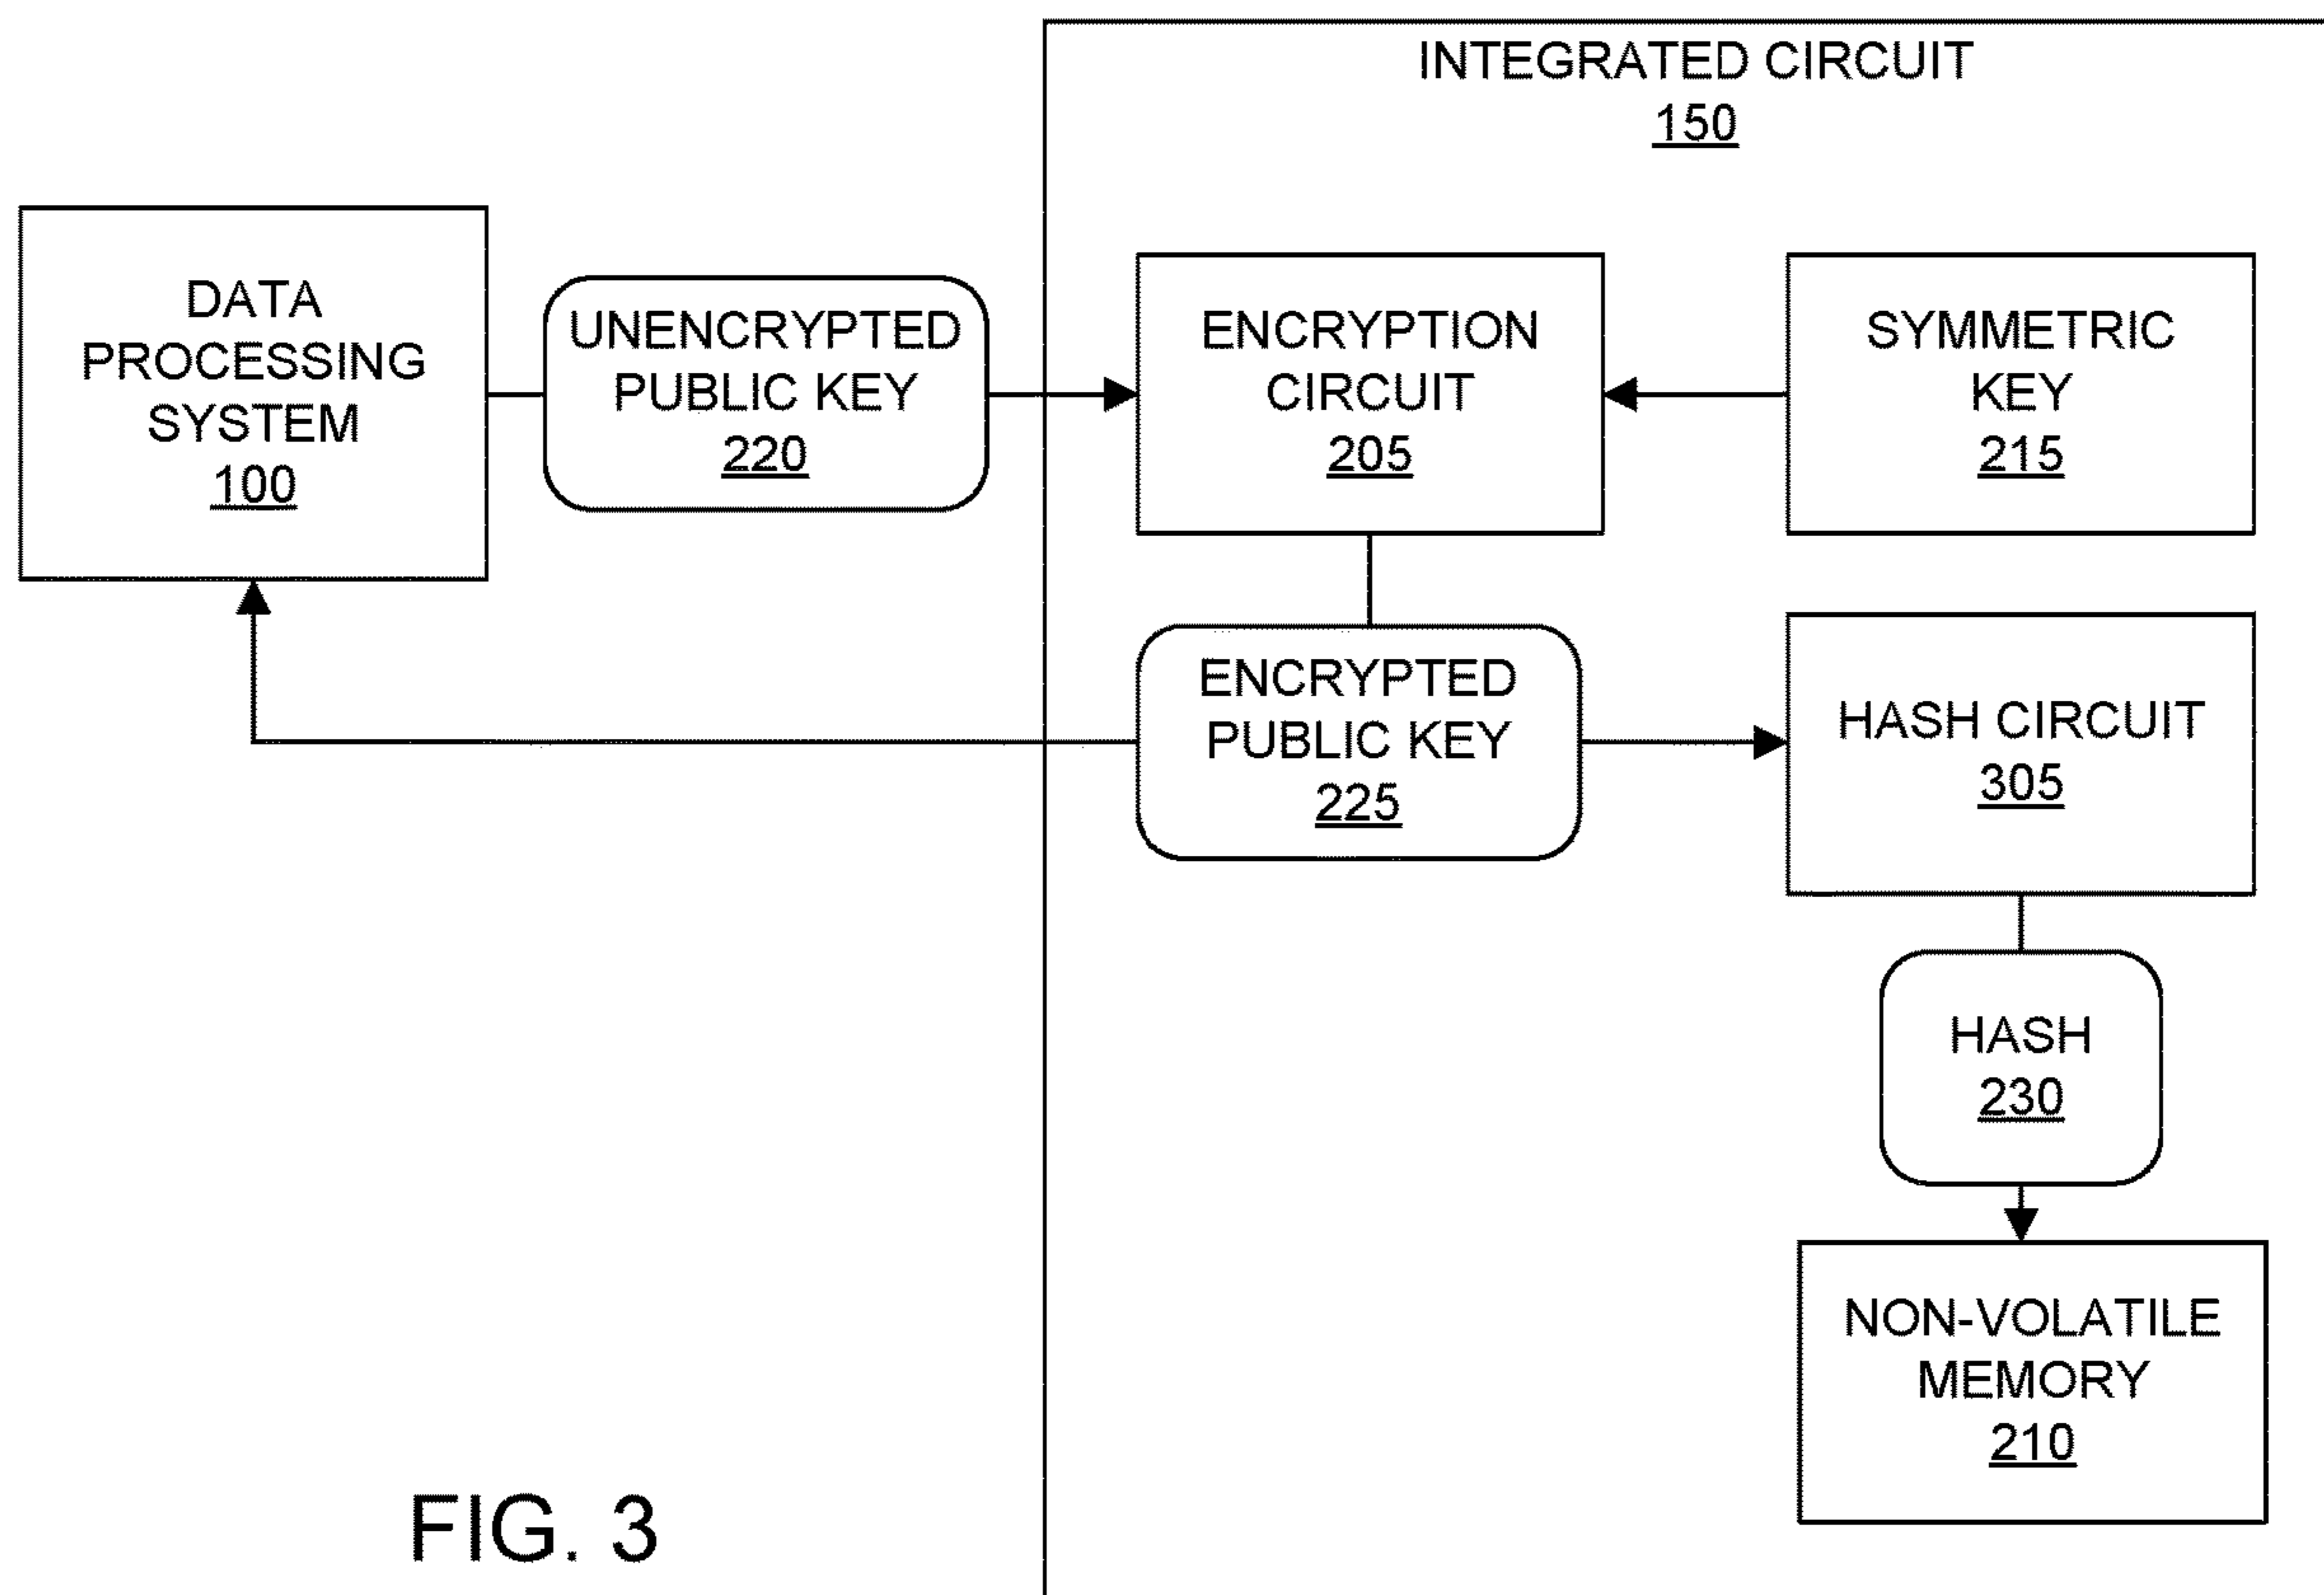 INTEGRATED CIRCUIT
150
DATA
PROCESSING
SYSTEM
100
UNENCRYPTED
PUBLIC KEY
220
ENCRYPTION
CIRCUIT
205
SYMMETRIC
KEY
215
ENCRYPTED
PUBLIC KEY
225
HASH CIRCUIT
305
HASH
230
NON-VOLATILE
MEMORY
210
FIG. 3